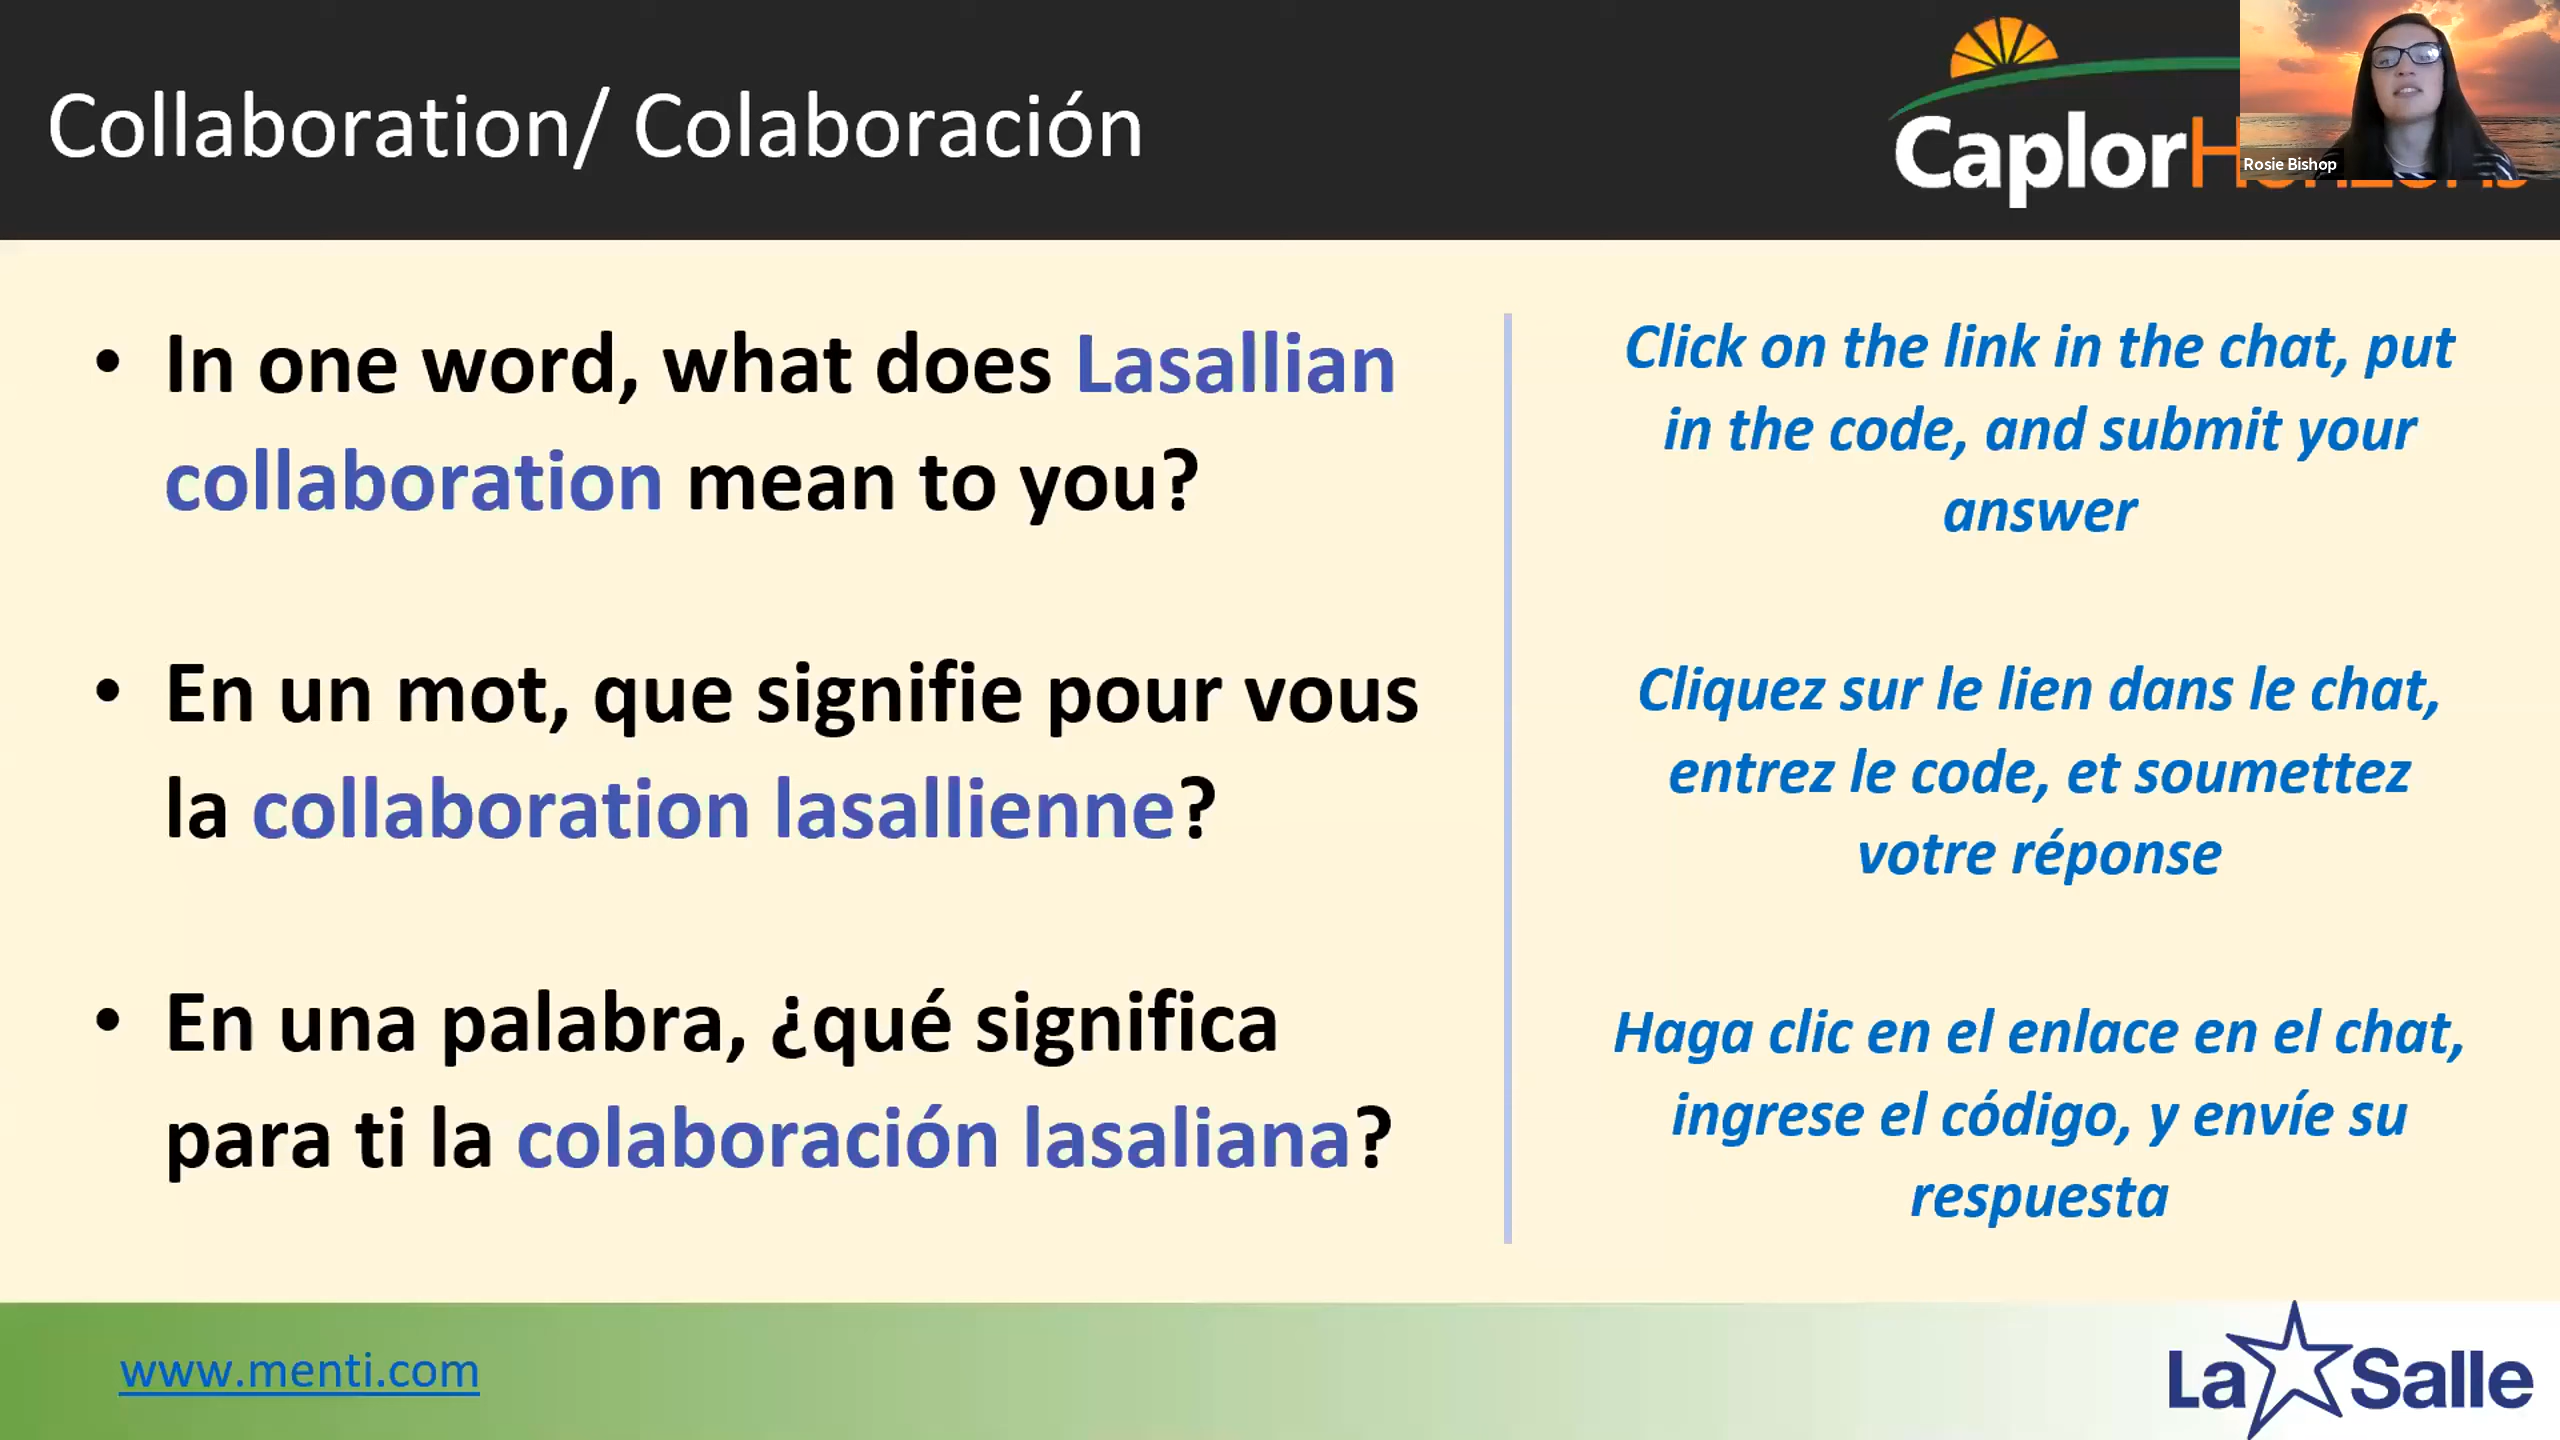 Collaboration/ Colaboración
Caplor
Rosie Bishop
• In one word, what does Lasallian
collaboration mean to you?
• En un mot, que signifie pour vous
la collaboration lasallienne?
• En una palabra, ¿qué significa
para ti la colaboración lasaliana?
Click on the link in the chat, put
in the code, and submit your
answer
Cliquez sur le lien dans le chat,
entrez le code, et soumettez
votre réponse
Haga clic en el enlace en el chat,
ingrese el código, y envíe su
respuesta
www.menti.com
La Salle